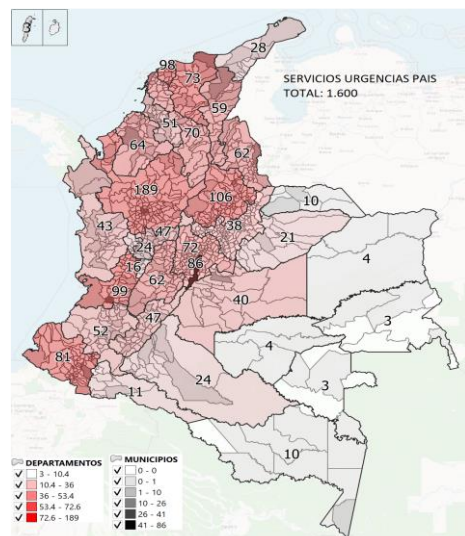 28
98
73
SERVICIOS URGENCIAS PAIS
TOTAL: 1.600
59
51
70
64
62
189
106
10
43
47
38
24
72
21
16
86
4
99
62
40
52
47
3
4
81
24
3
11
10
DEPARTAMENTOS
3 - 10.4
10.4 - 36
36 - 53.4
53.4 - 72.6
72.6 - 189
MUNICIPIOS
0 - 0
0 - 1
1 - 10
10 - 26
26 - 41
41 - 86